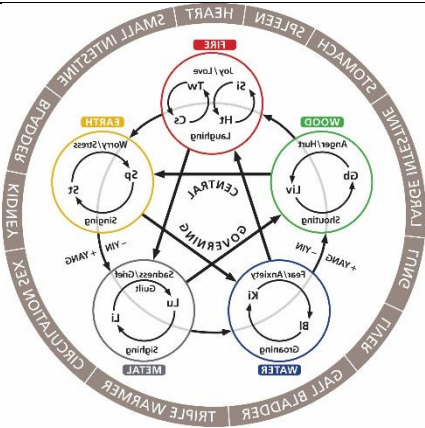 HEART
SPLEEN
STOMACH
LARGE INTESTINE
LUNG
LIVER
GALL BLADDER
TRIPLE WARMER
CIRCULATION SEX
KIDNEY
BLADDER
SMALL INTESTINE
FIRE
Joy / Love
Si
Tw
Ht
Cs
Laughing
WOOD
Anger/Hurt
Gb
Liv
Shouting
EARTH
Worry/Stress
Sp
St
Singing
CENTRAL
GOVERNING
+ YANG
− YIN
− YIN
+ YANG
Fear/Anxiety
Ki
Bl
Groaning
WATER
Sadness/Grief
Guilt
Lu
Li
Sighing
METAL